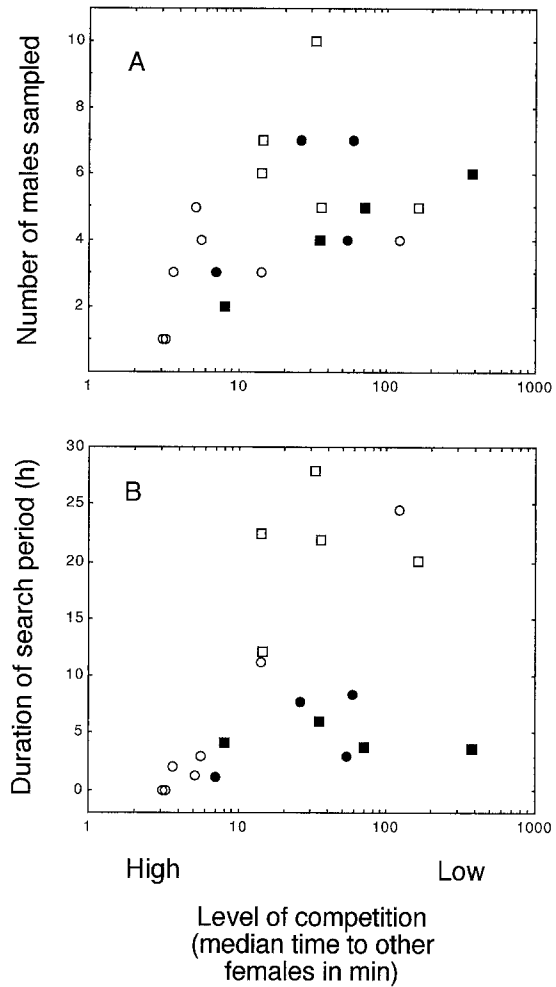 A
Number of males sampled
10
8
6
4
2
1
10
100
1000
B
Duration of search period (h)
30
25
20
15
10
5
0
1
10
100
1000
High
Low
Level of competition
(median time to other
females in min)